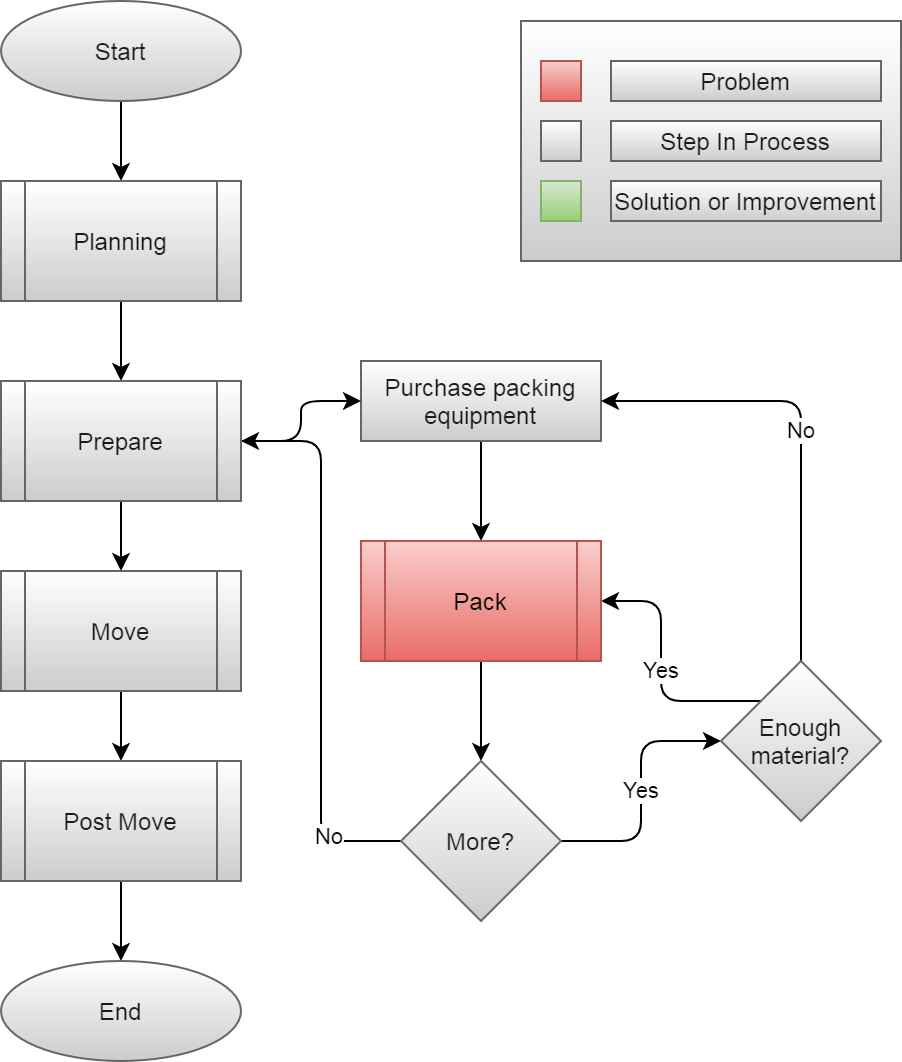 Start
Problem
Step In Process
Solution or Improvement
Planning
Purchase packing
equipment
No
Prepare
Pack
Move
Yes
Enough
material?
Yes
Post Move
No
More?
End